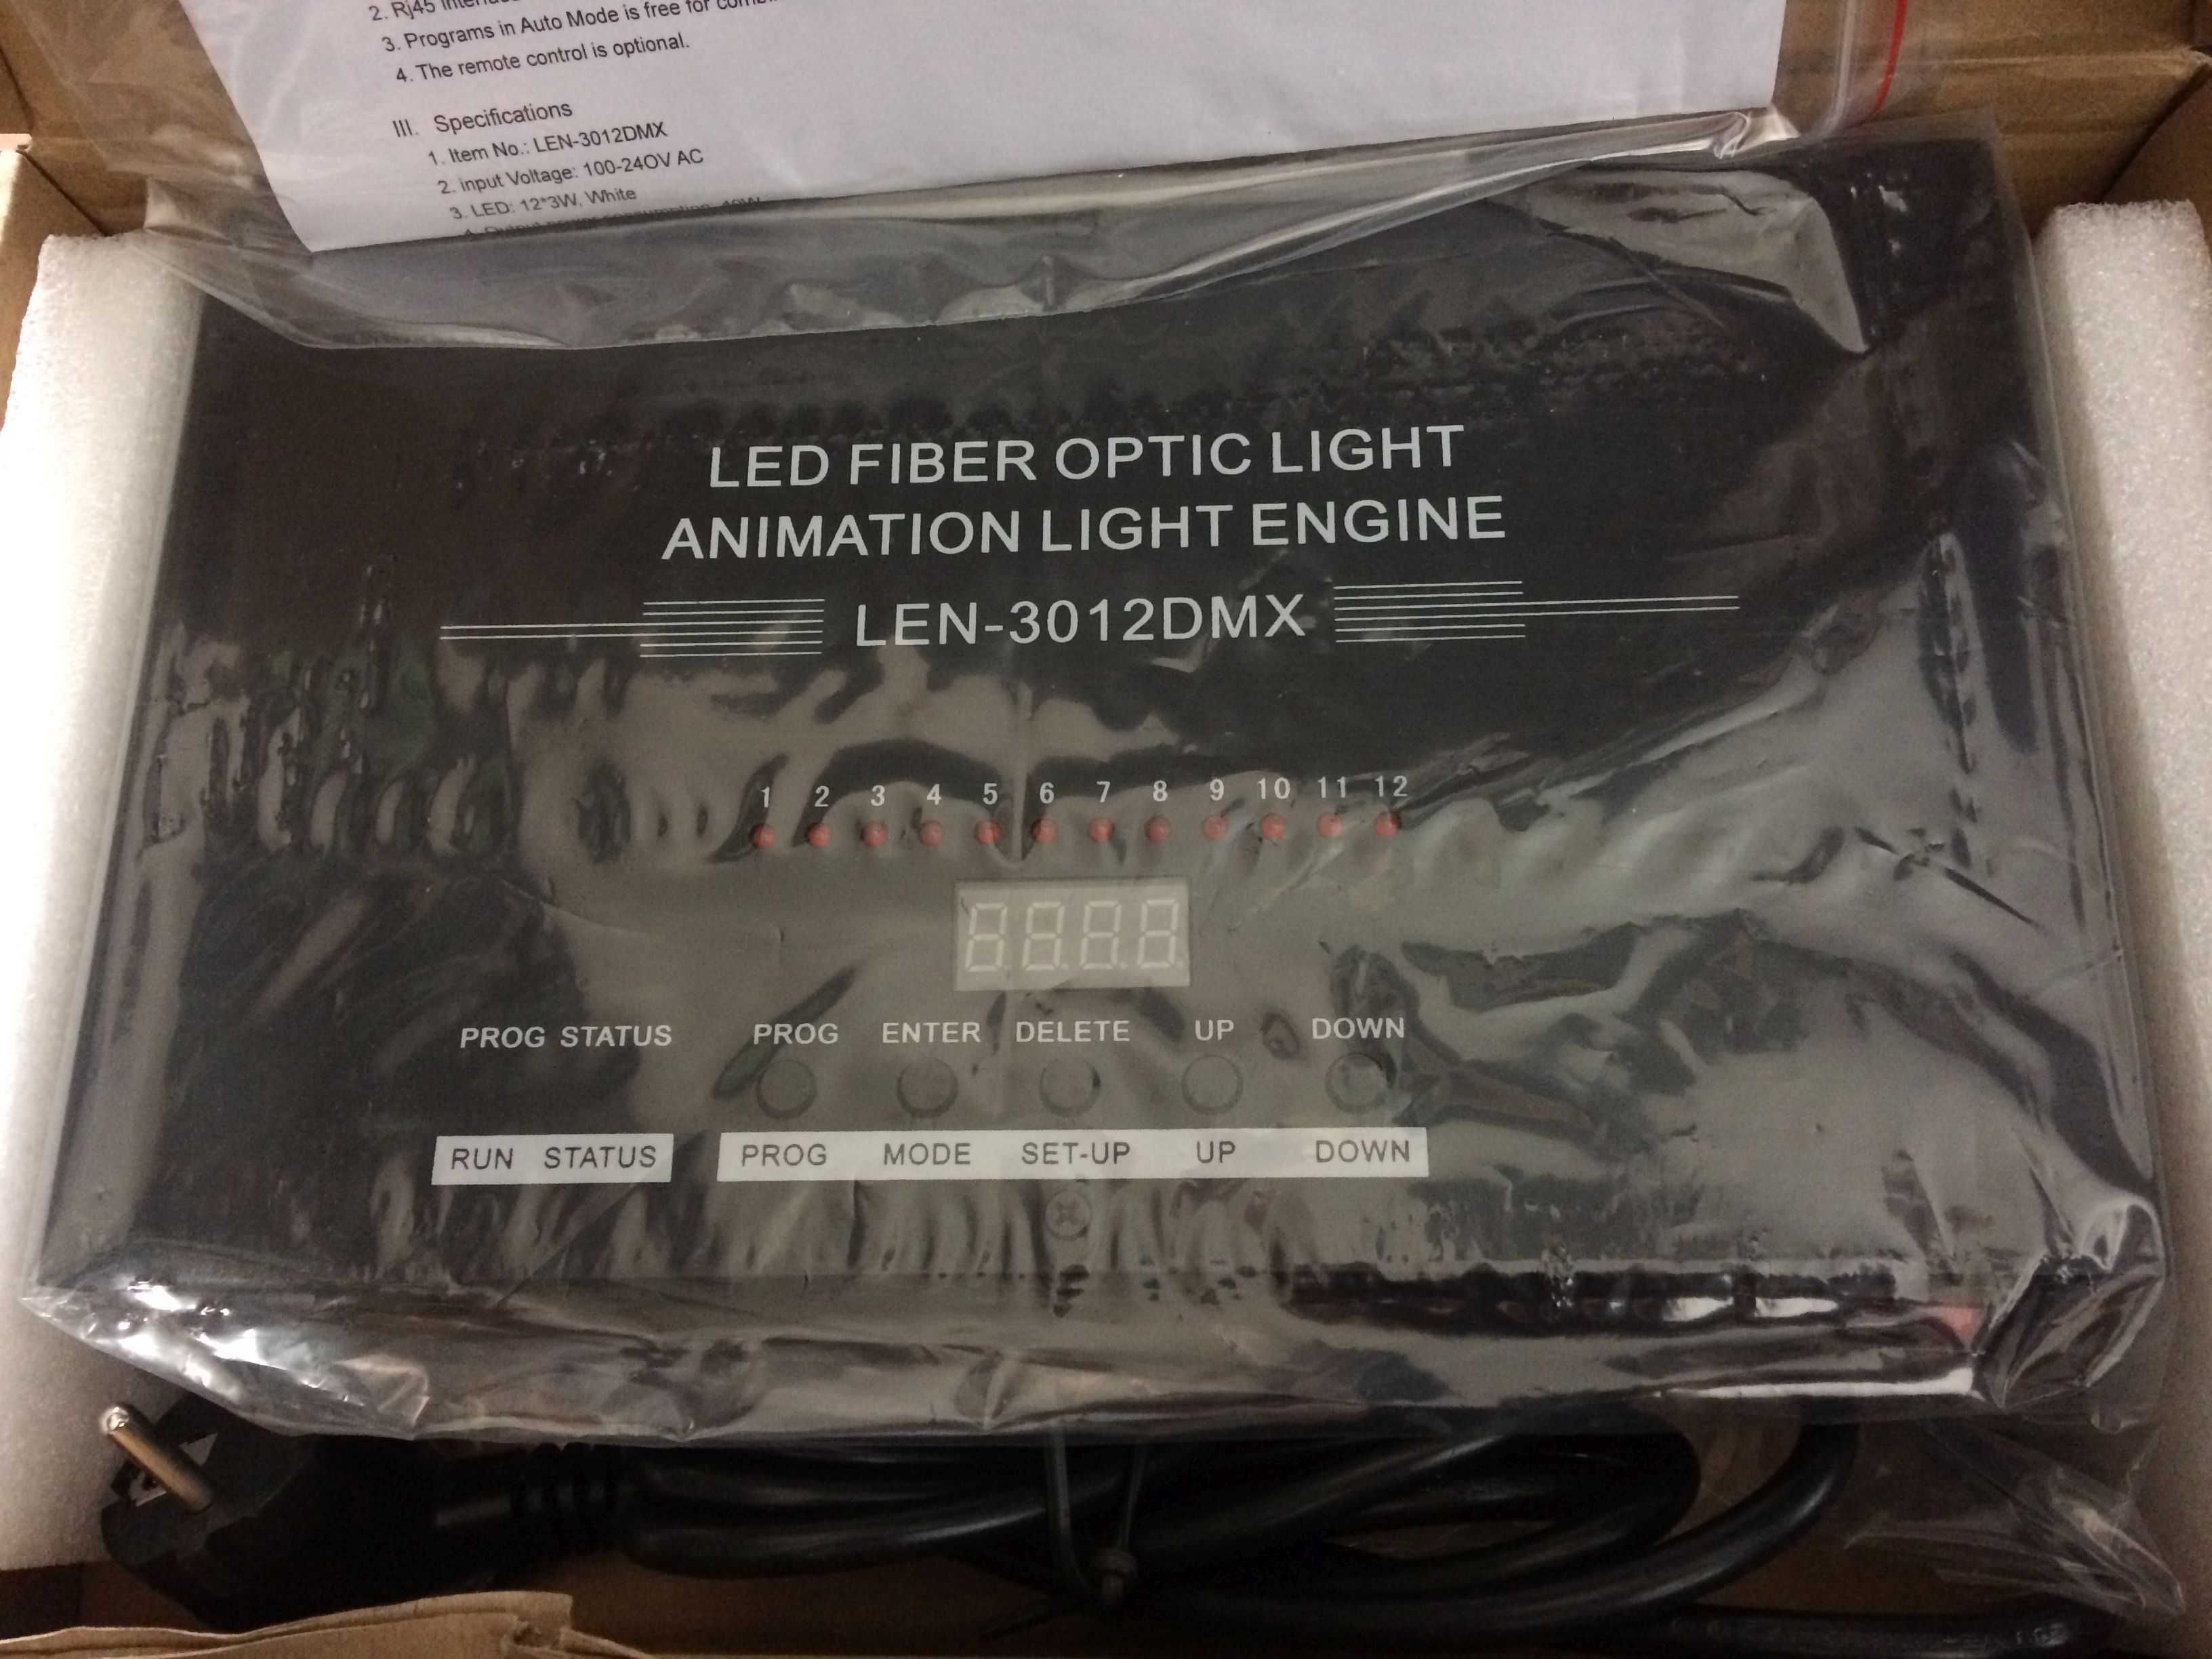 2. Rj45
3. Programs in Auto Mode is free for
4. The remote control is optional.
III. Specifications
1. Item No.: LEN-3012DMX
2. input Voltage: 100-24OV AC
3. LED: 12*3W, White
LED FIBER OPTIC LIGHT
ANIMATION LIGHT ENGINE
LEN-3012DMX
1 2 3 4 5 6 7 8 9 10 11 12
PROG STATUS PROG ENTER DELETE UP DOWN
RUN STATUS PROG MODE SET-UP UP DOWN